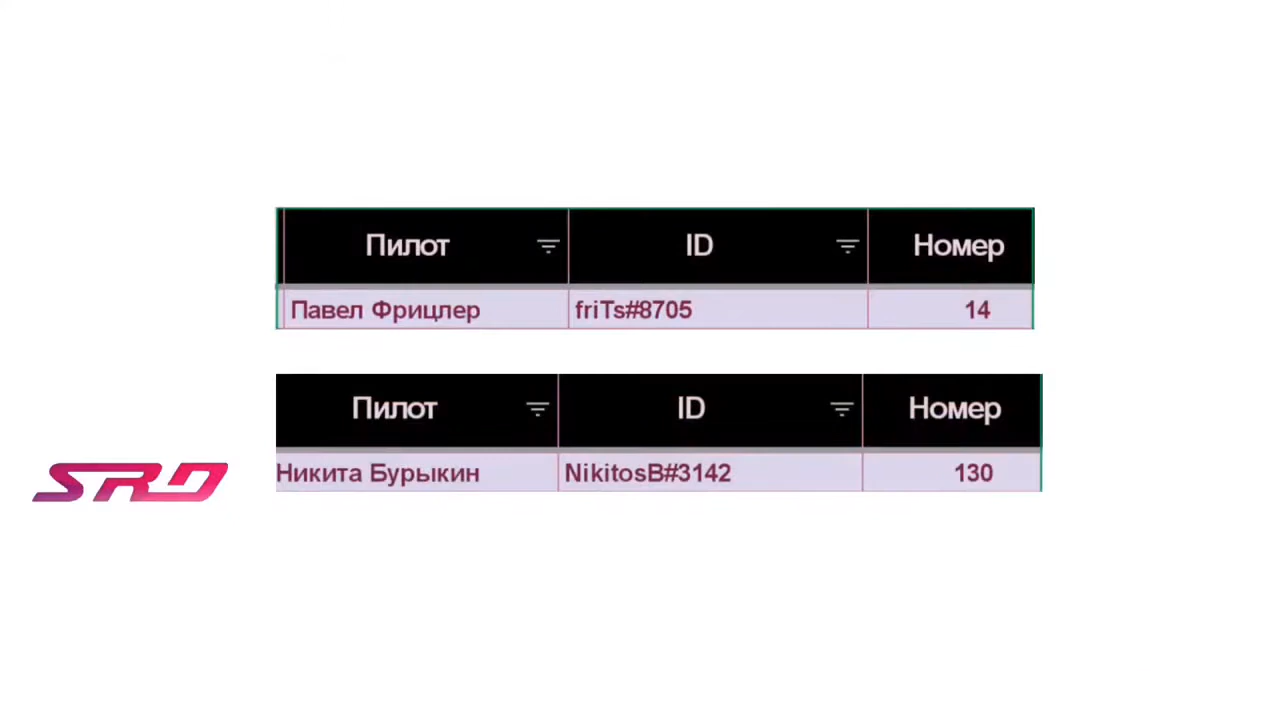 Пилот ID Номер
Павел Фрицлер friTs#8705 14
Пилот ID Номер
Никита Бурыкин NikitosB#3142 130
SRD